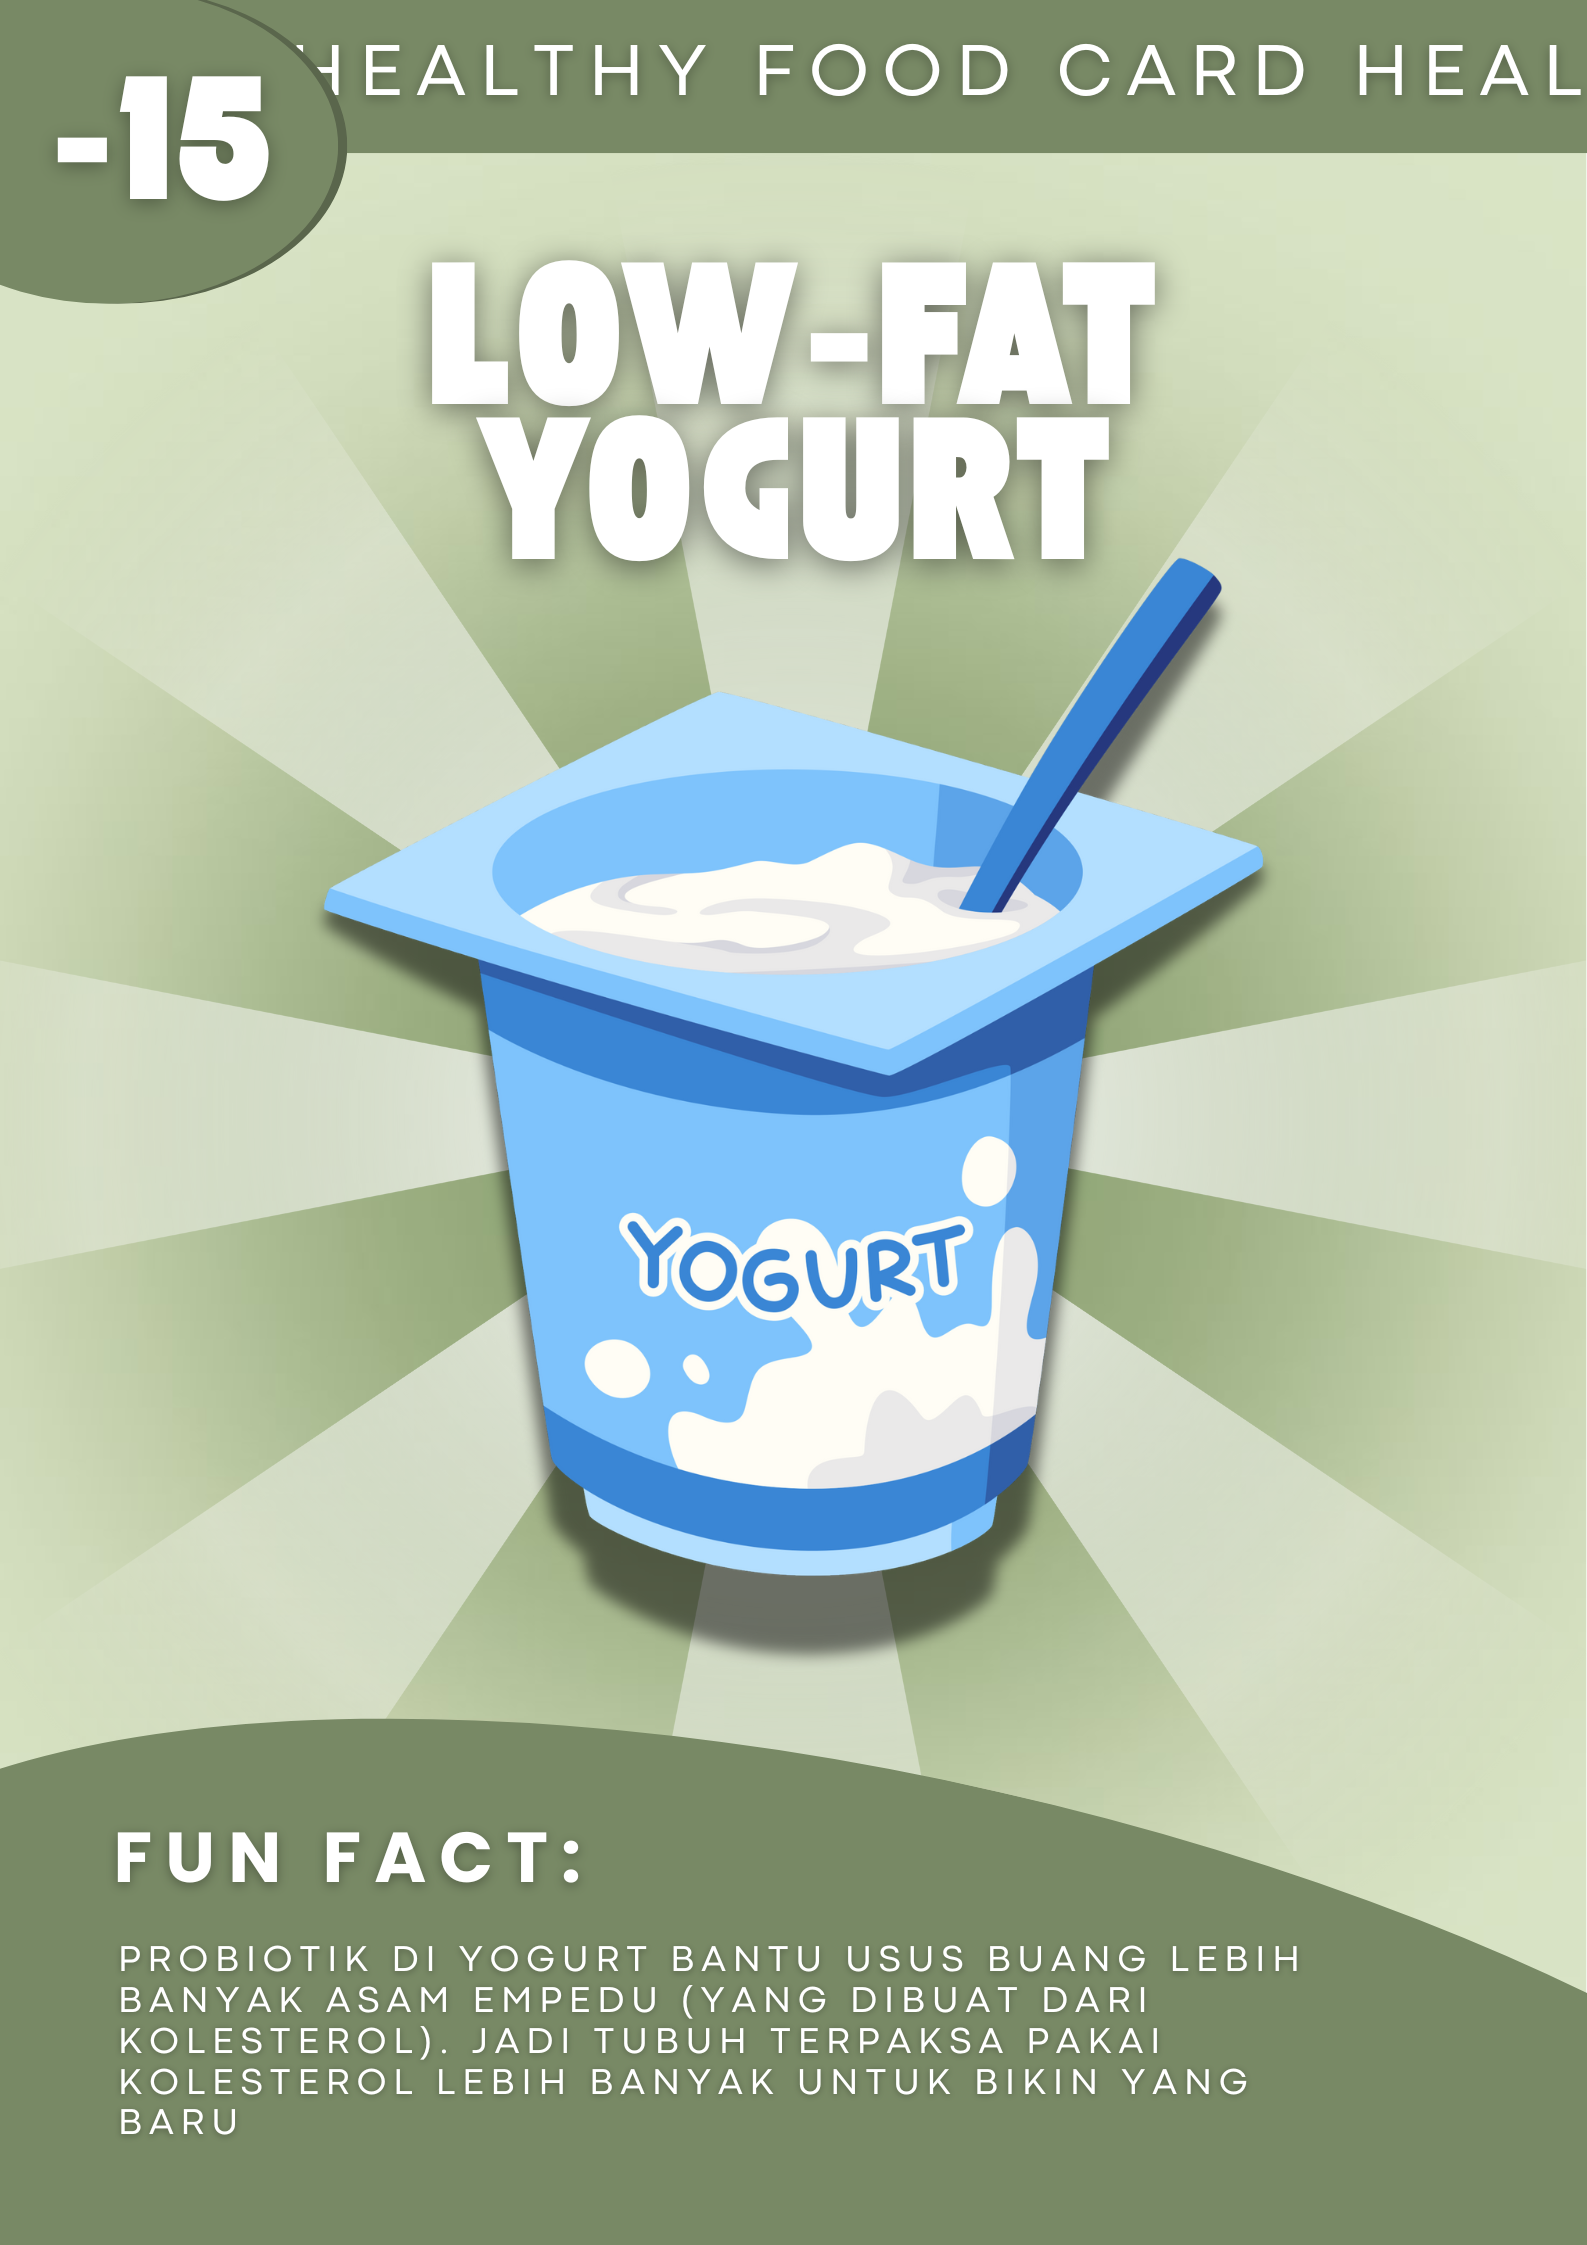 HEALTHY FOOD CARD HEAL
-15
LOW-FAT
YOGURT
YOGURT
FUN FACT:
PROBIOTIK DI YOGURT BANTU USUS BUANG LEBIH
BANYAK ASAM EMPEDU (YANG DIBUAT DARI
KOLESTEROL). JADI TUBUH TERPAKSA PAKAI
KOLESTEROL LEBIH BANYAK UNTUK BIKIN YANG
BARU